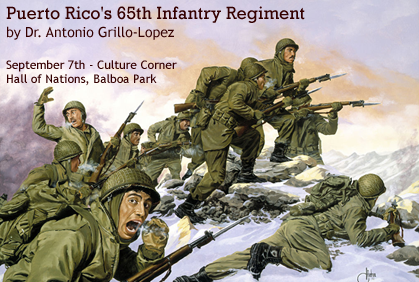 Puerto Rico's 65th Infantry Regiment
by Dr. Antonio Grillo-Lopez
September 7th - Culture Corner
Hall of Nations, Balboa Park